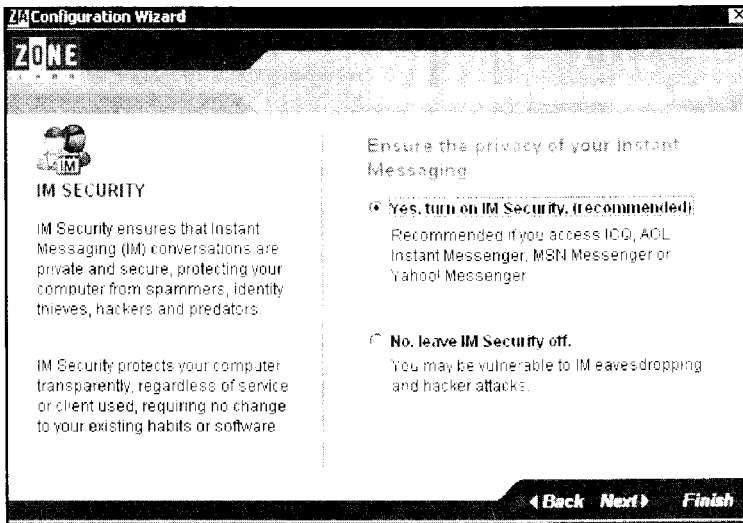 ZA Configuration Wizard
ZONE
LABS
IM
IM SECURITY
IM Security ensures that Instant
Messaging (IM) conversations are
private and secure, protecting your
computer from spammers, identity
thieves, hackers and predators.
IM Security protects your computer
transparently, regardless of service
or client used, requiring no change
to your existing habits or software
Ensure the privacy of your Instant
Messaging
Yes, turn on IM Security. (recommended)
Recommended if you access ICQ, AOL
Instant Messenger, MSN Messenger or
Yahoo! Messenger
No, leave IM Security off.
You may be vulnerable to IM eavesdropping
and hacker attacks.
Back Next Finish